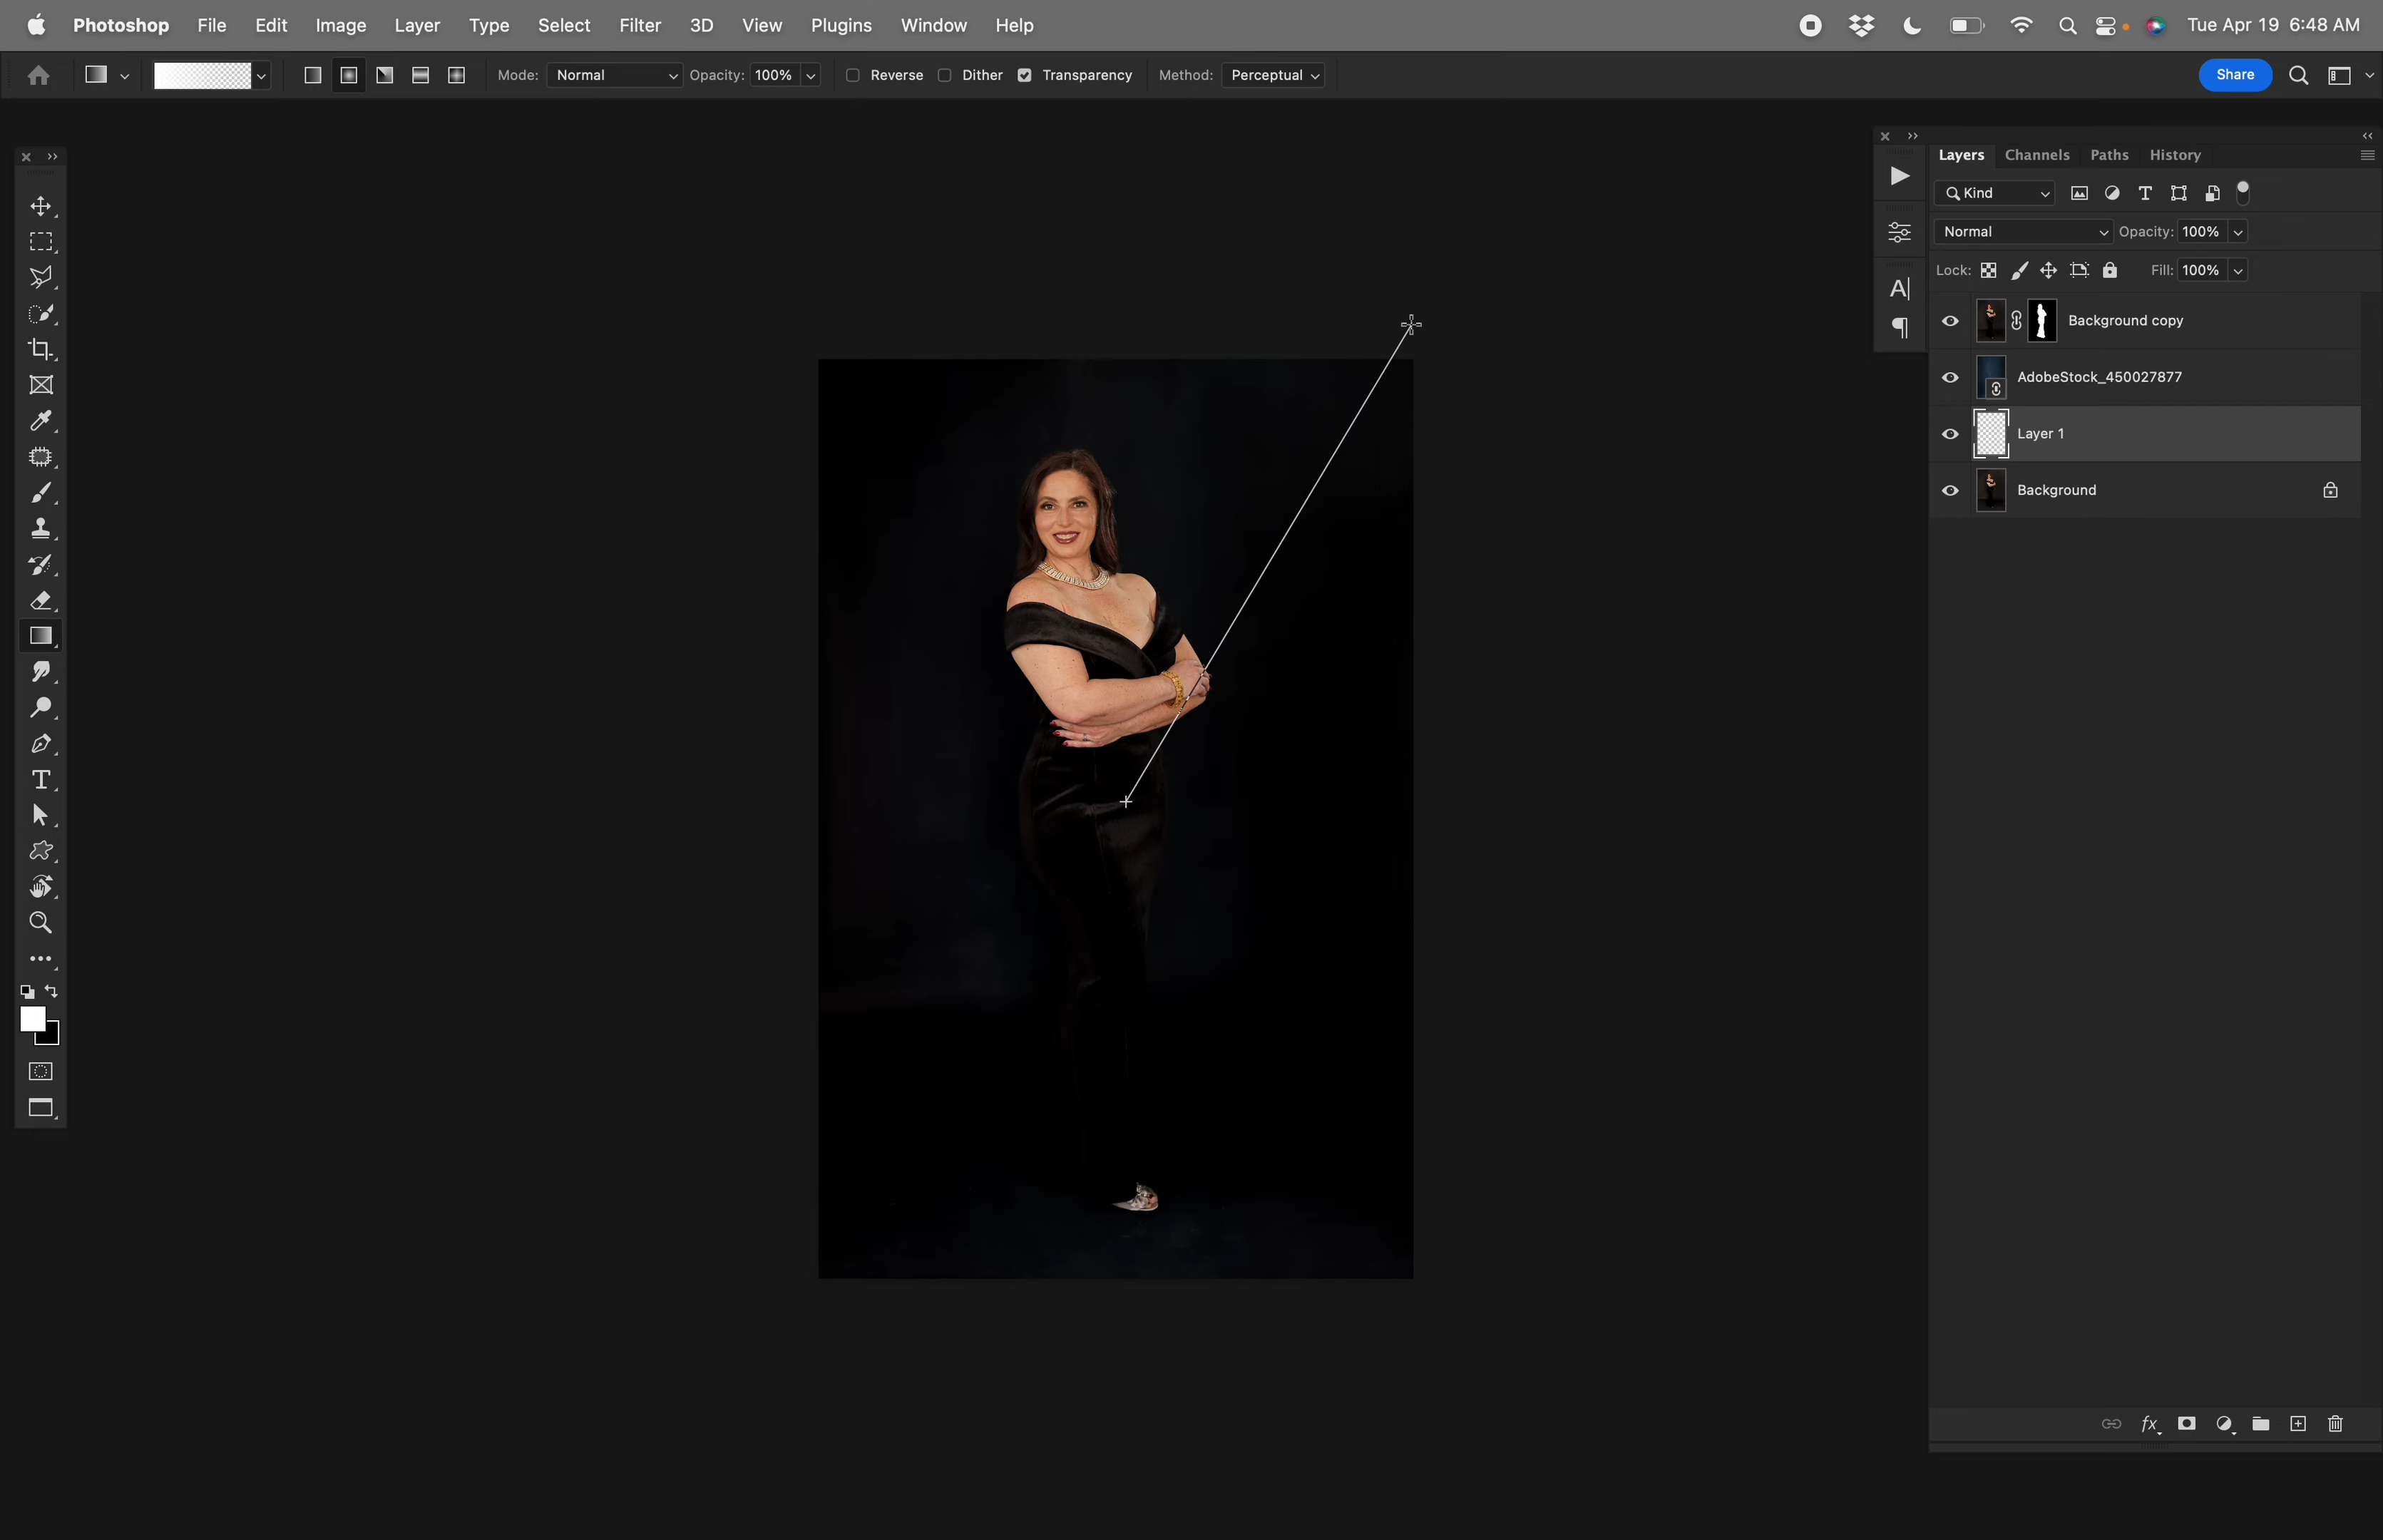 Photoshop File Edit Image Layer Type Select Filter 3D View Plugins Window Help Tue Apr 19 6:48 AM
Mode: Normal Opacity: 100% Reverse Dither Transparency Method: Perceptual Share
Layers Channels Paths History
Kind
Normal Opacity: 100%
Lock: Fill: 100%
Background copy
AdobeStock_450027877
Layer 1
Background